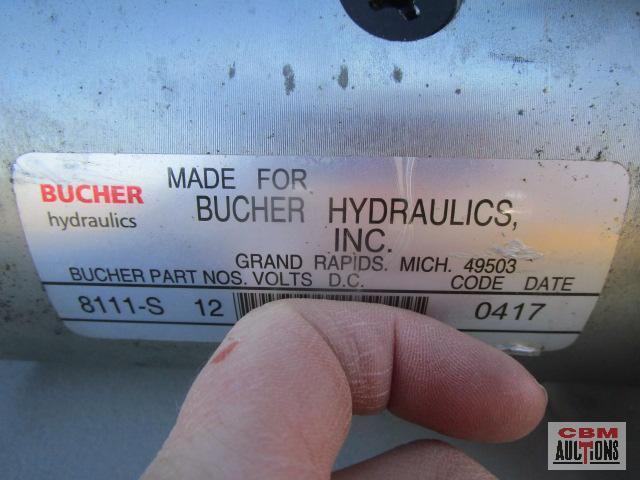 BUCHER
hydraulics
MADE FOR
BUCHER HYDRAULICS,
INC.
GRAND RAPIDS. MICH. 49503
BUCHER PART NOS. VOLTS D.C. CODE DATE
8111-S 12 0417
CBM
AUCTIONS